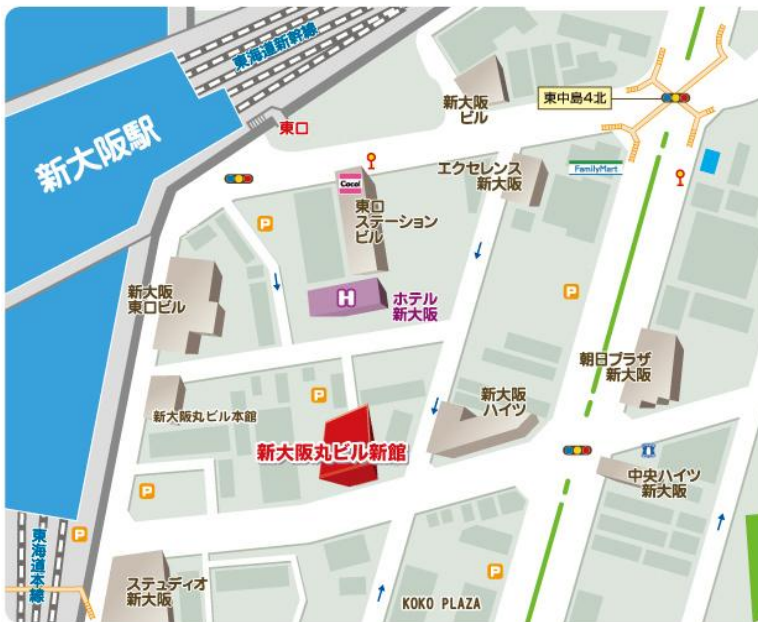 東海道新幹線
新大阪駅
東口
新大阪
ビル
東中島4北
エクセレンス
新大阪
FamilyMart
Cocoi
東口
ステーション
ビル
P
H
ホテル
新大阪
新大阪
東口ビル
P
朝日プラザ
新大阪
新大阪丸ビル本館
P
新大阪
ハイツ
新大阪丸ビル新館
中央ハイツ
新大阪
P
P
東海道本線
ステュディオ
新大阪
P
KOKO PLAZA